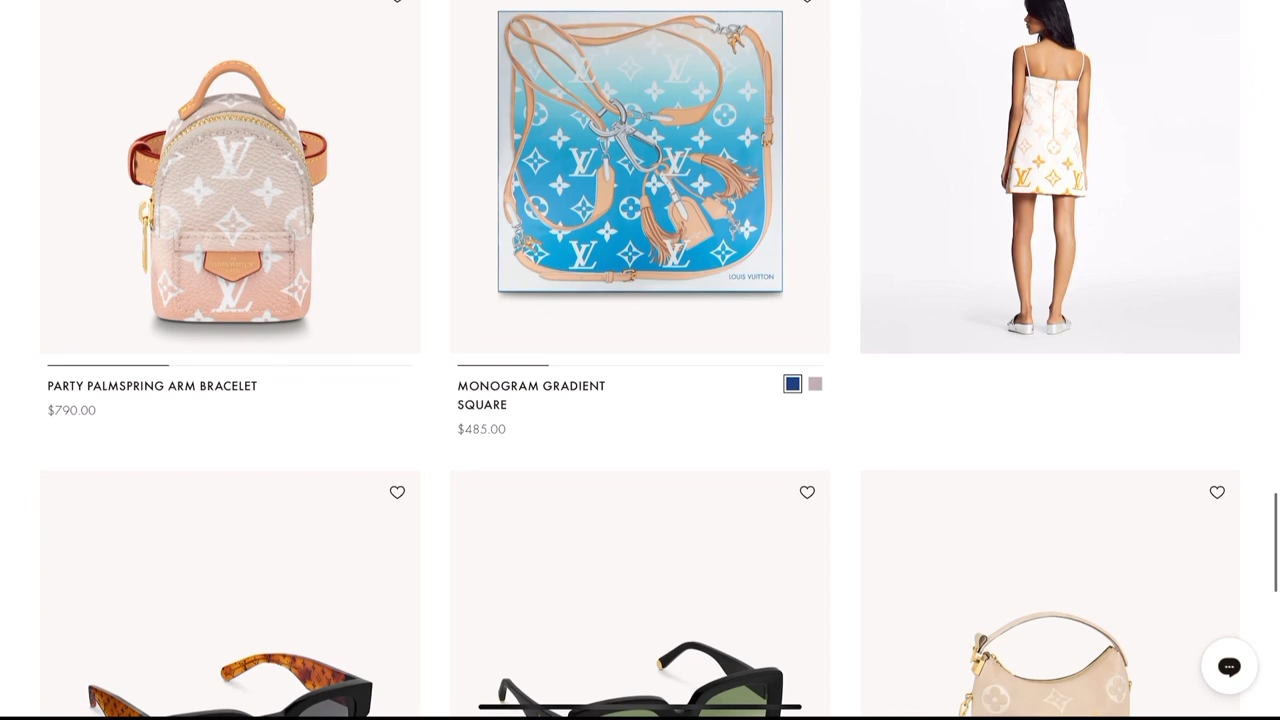 LOUIS VUITTON
PARTY PALMSPRING ARM BRACELET
$790.00
MONOGRAM GRADIENT
SQUARE
$485.00